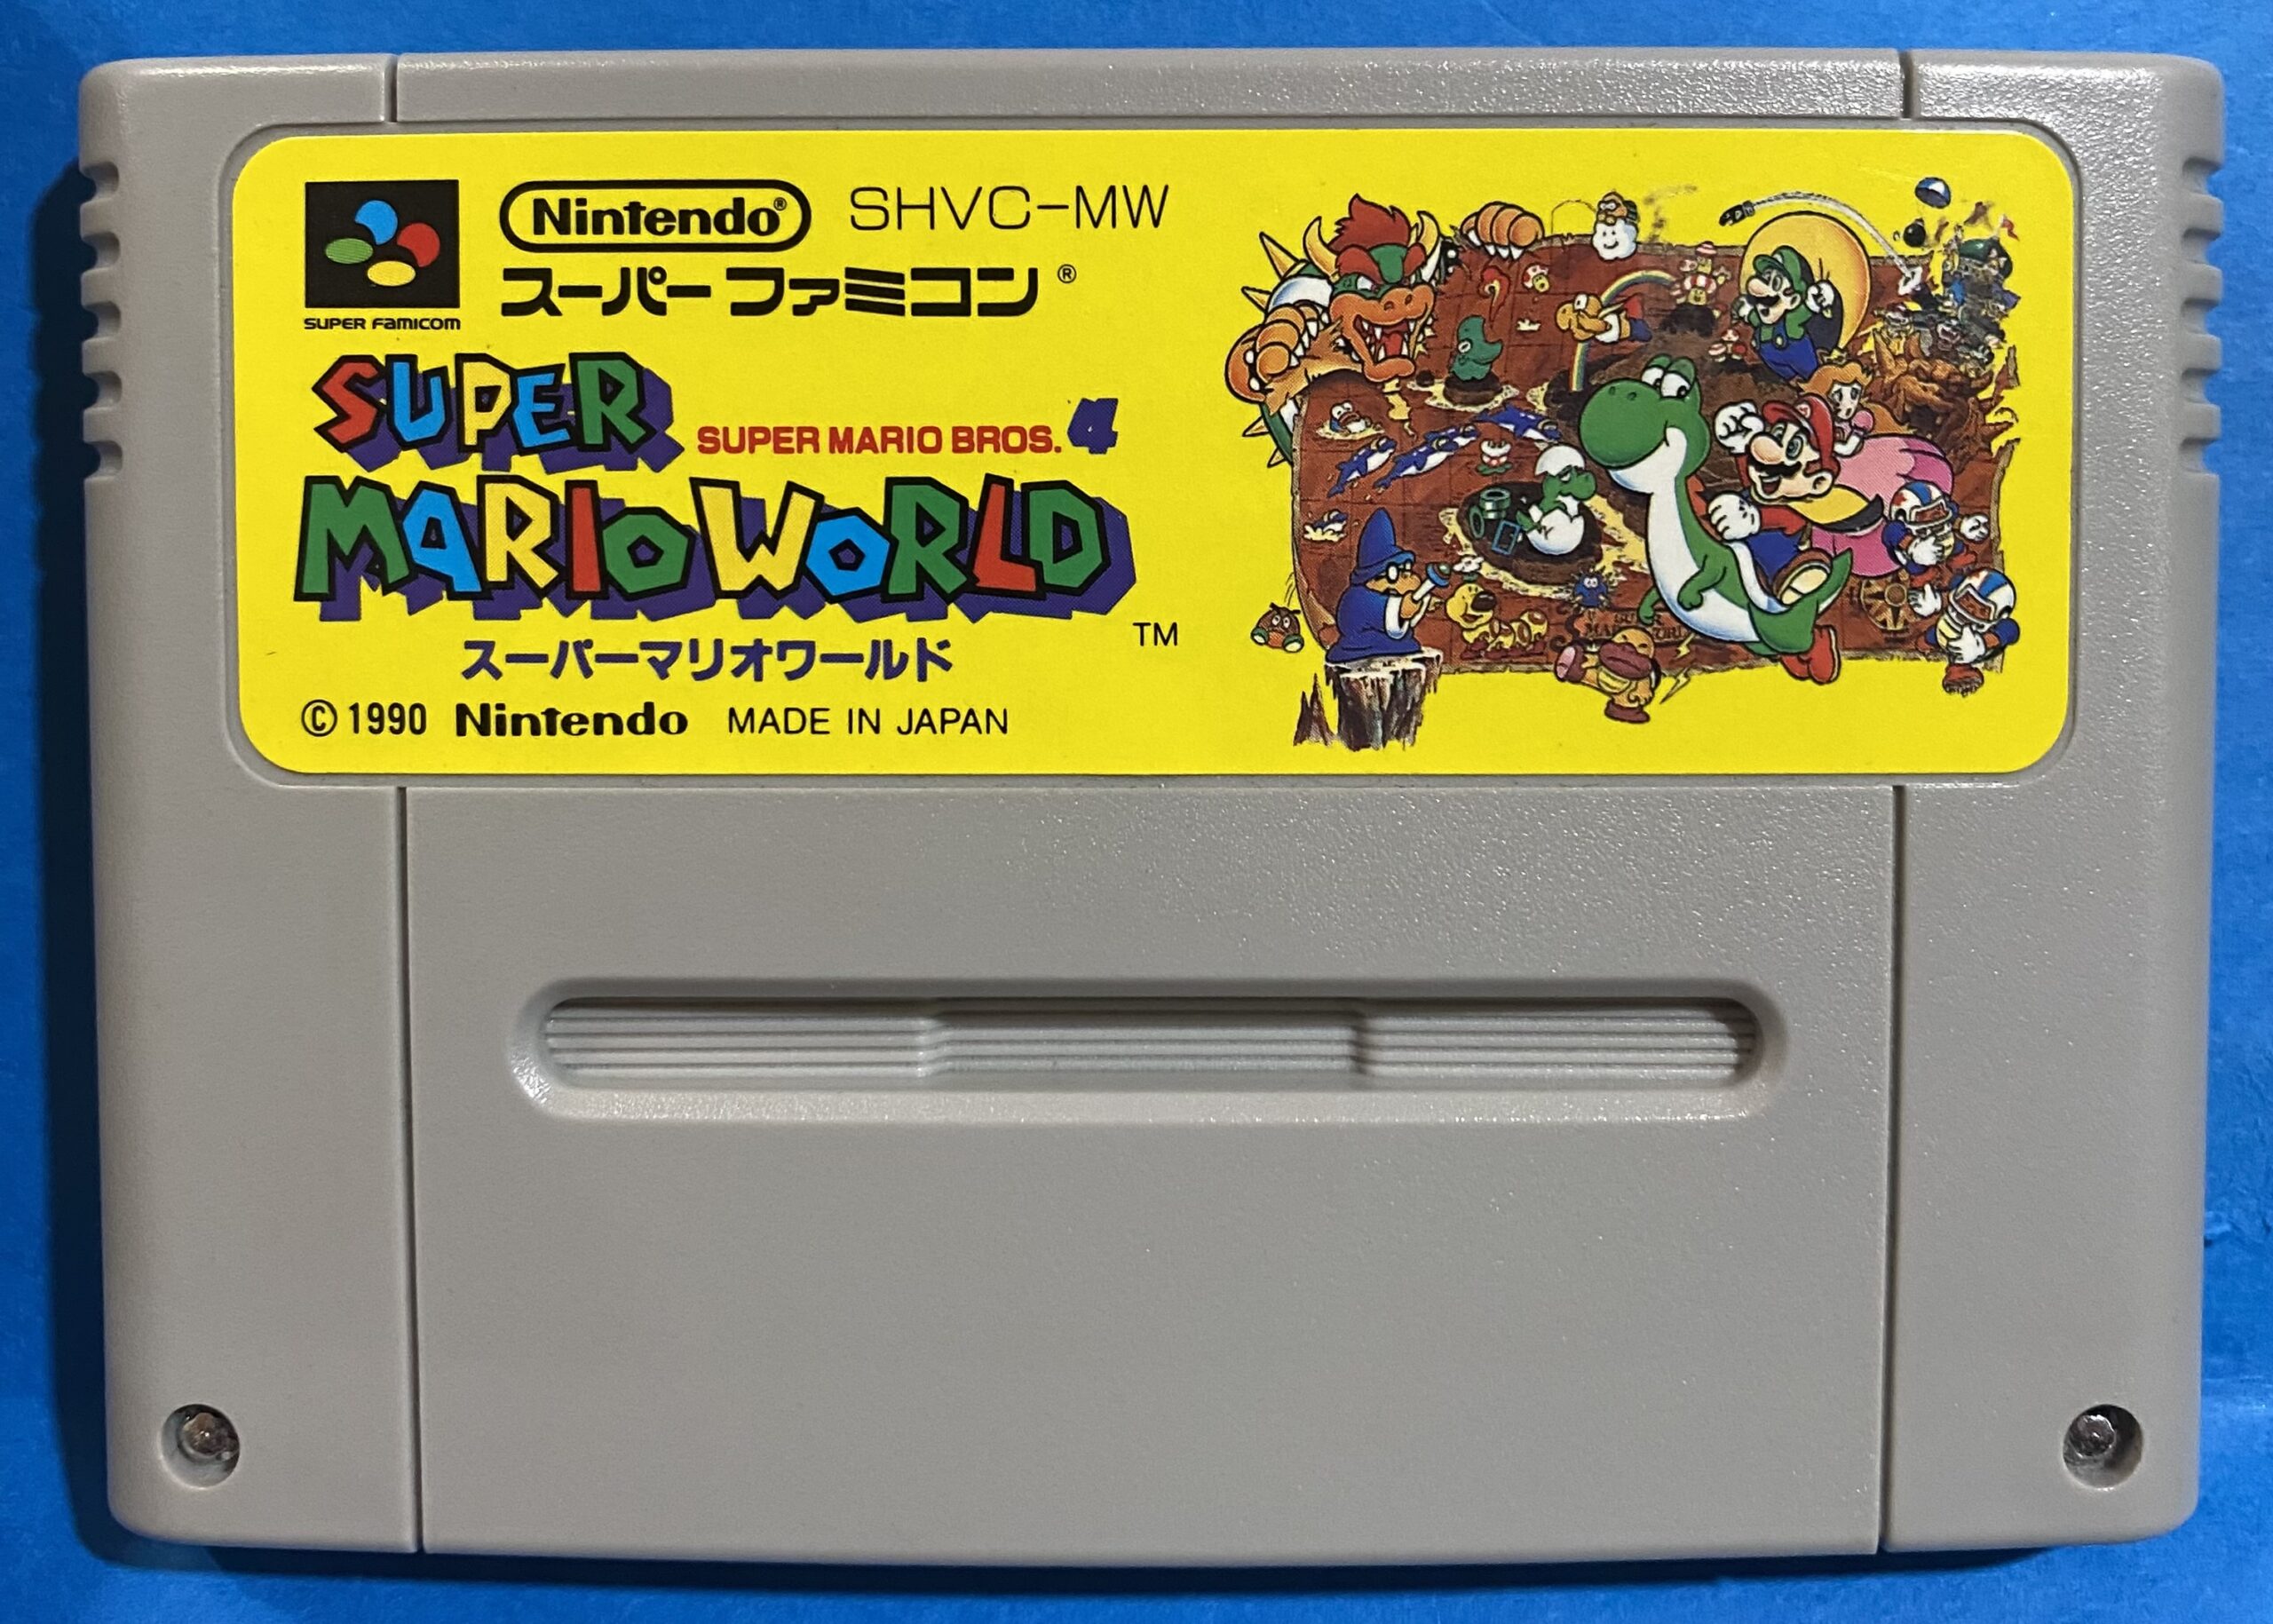 Nintendo® SHVC-MW
スーパーファミコン®
SUPER FAMICOM
SUPER
SUPER MARIO BROS. 4
MARIO WORLD
TM
スーパーマリオワールド
© 1990 Nintendo MADE IN JAPAN